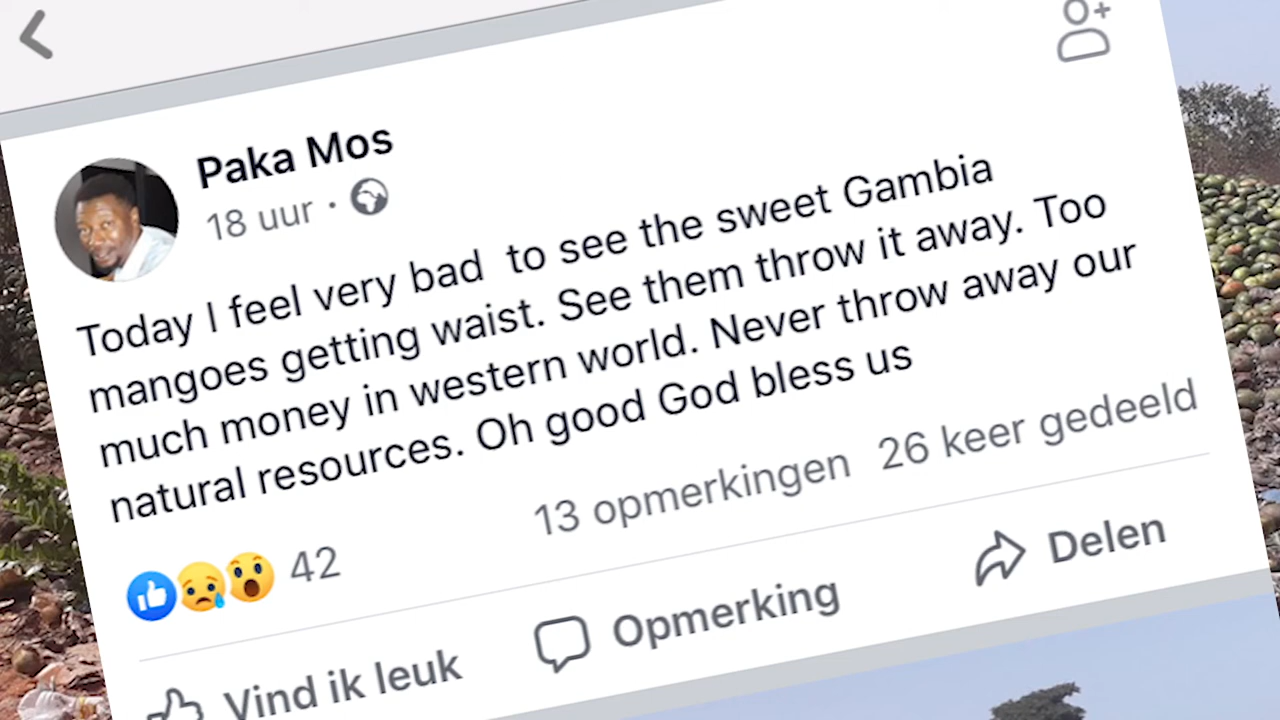 Paka Mos
18 uur ·
Today I feel very bad  to see the sweet Gambia
mangoes getting waist. See them throw it away. Too
much money in western world. Never throw away our
natural resources. Oh good God bless us
42
13 opmerkingen 26 keer gedeeld
Vind ik leuk
Opmerking
Delen